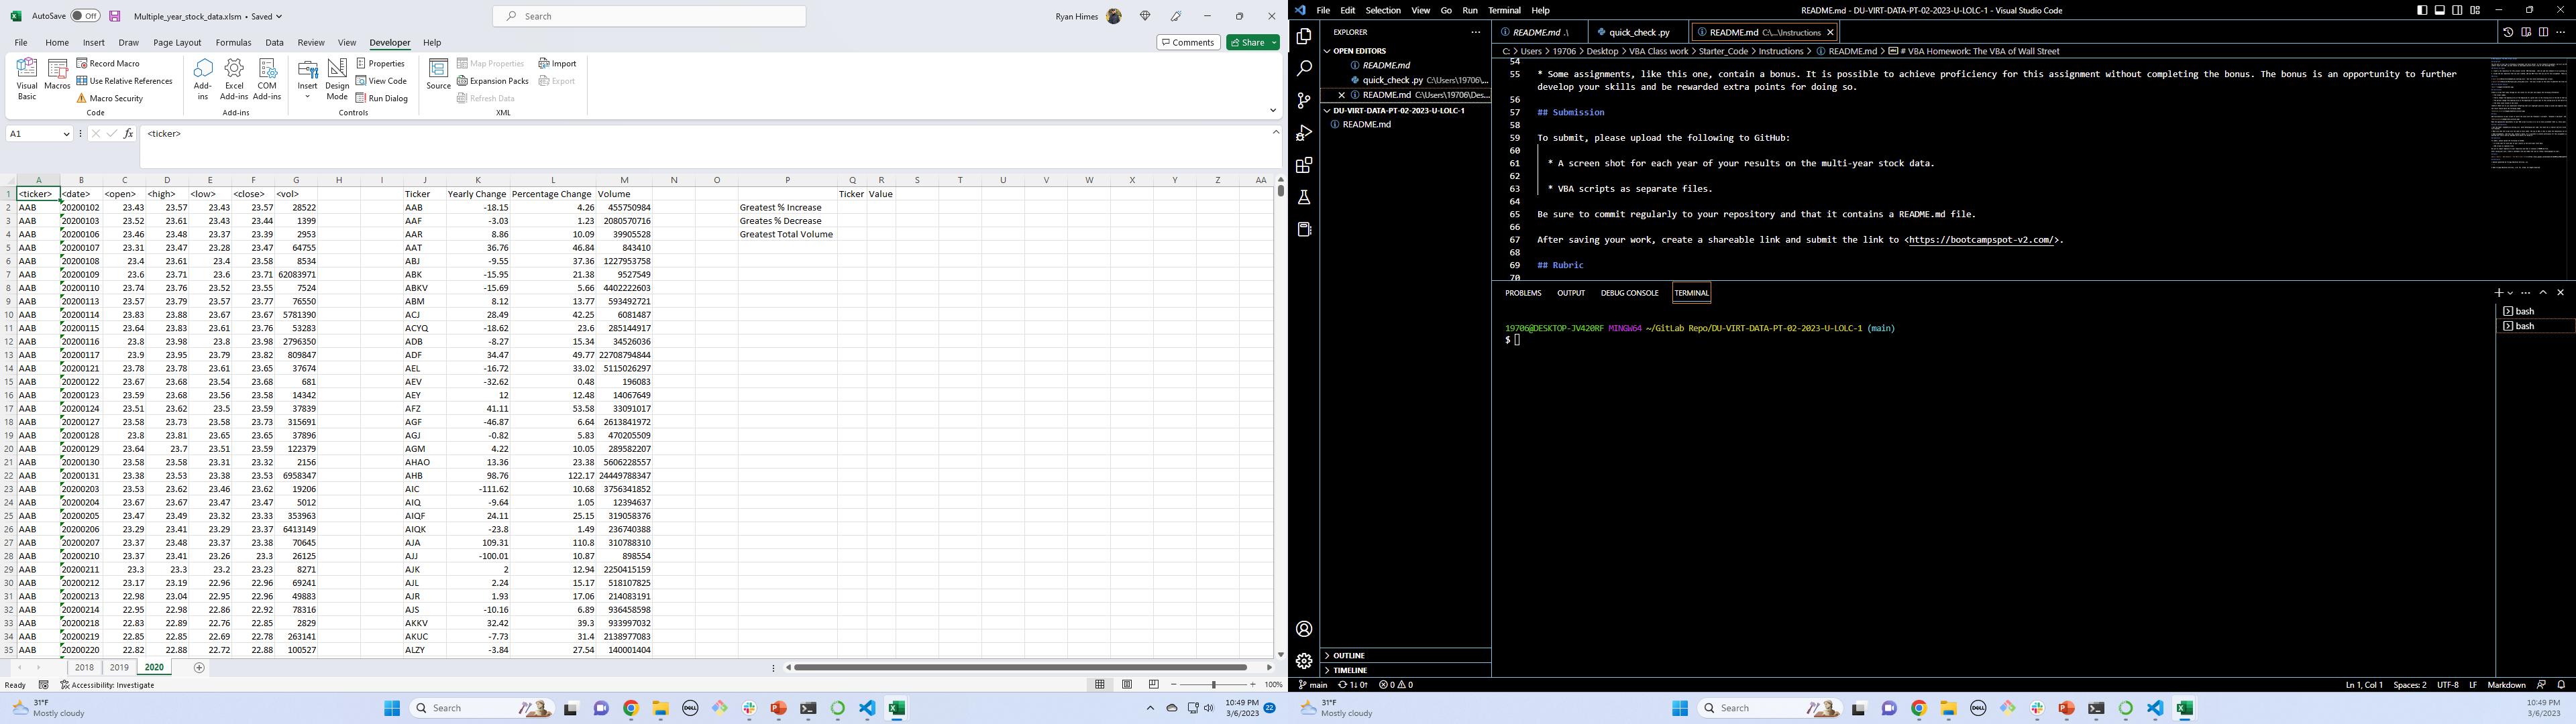 AutoSave Off Multiple_year_stock_data.xlsm • Saved Search Ryan Himes
File Home Insert Draw Page Layout Formulas Data Review View Developer Help Comments Share
Visual Basic
Macros
Record Macro
Use Relative References
Macro Security
Code
Add-ins
Excel Add-ins
COM Add-ins
Add-ins
Insert
Design Mode
Properties
View Code
Run Dialog
Controls
Source
Map Properties
Expansion Packs
Refresh Data
Import
Export
XML
A1 fx <ticker>
A B C D E F G H I J K L M N O P Q R S T U V W X Y Z AA
1 <ticker> <date> <open> <high> <low> <close> <vol> Ticker Yearly Change Percentage Change Volume Ticker Value
2 AAB 20200102 23.43 23.57 23.43 23.57 28522 AAB -18.15 4.26 455750984 Greatest % Increase
3 AAB 20200103 23.52 23.61 23.43 23.44 1399 AAF -3.03 1.23 2080570716 Greates % Decrease
4 AAB 20200106 23.46 23.48 23.37 23.39 2953 AAR 8.86 10.09 39905528 Greatest Total Volume
5 AAB 20200107 23.31 23.47 23.28 23.47 64755 AAT 36.76 46.84 843410
6 AAB 20200108 23.4 23.61 23.4 23.58 8534 ABJ -9.55 37.36 1227953758
7 AAB 20200109 23.6 23.71 23.6 23.71 62083971 ABK -15.95 21.38 9527549
8 AAB 20200110 23.74 23.76 23.52 23.55 7524 ABKV -15.69 5.66 4402222603
9 AAB 20200113 23.57 23.79 23.57 23.77 76550 ABM 8.12 13.77 593492721
10 AAB 20200114 23.83 23.88 23.67 23.67 5781390 ACJ 28.49 42.25 6081487
11 AAB 20200115 23.64 23.83 23.61 23.76 53283 ACYQ -18.62 23.6 285144917
12 AAB 20200116 23.8 23.98 23.8 23.98 2796350 ADB -8.27 15.34 34526036
13 AAB 20200117 23.9 23.95 23.79 23.82 809847 ADF 34.47 49.77 22708794844
14 AAB 20200121 23.78 23.78 23.61 23.65 37674 AEL -16.72 33.02 5115026297
15 AAB 20200122 23.67 23.68 23.54 23.68 681 AEV -32.62 0.48 196083
16 AAB 20200123 23.59 23.68 23.56 23.58 14342 AEY 12 12.48 14067649
17 AAB 20200124 23.51 23.62 23.5 23.59 37839 AFZ 41.11 53.58 33091017
18 AAB 20200127 23.58 23.73 23.58 23.73 315691 AGF -46.87 6.64 2613841972
19 AAB 20200128 23.8 23.81 23.65 23.65 37896 AGJ -0.82 5.83 470205509
20 AAB 20200129 23.64 23.7 23.51 23.59 122379 AGM 4.22 10.05 289582207
21 AAB 20200130 23.58 23.58 23.31 23.32 2156 AHAO 13.36 23.38 5606228557
22 AAB 20200131 23.38 23.53 23.38 23.53 6958347 AHB 98.76 122.17 24449788347
23 AAB 20200203 23.53 23.62 23.46 23.62 19206 AIC -111.62 10.68 3756341852
24 AAB 20200204 23.67 23.67 23.47 23.47 5012 AIQ -9.64 1.05 12394637
25 AAB 20200205 23.47 23.49 23.32 23.33 353963 AIQF 24.11 25.15 319058376
26 AAB 20200206 23.29 23.41 23.29 23.37 6413149 AIQK -23.8 1.49 236740388
27 AAB 20200207 23.37 23.48 23.37 23.38 70645 AJA 109.31 110.8 310788310
28 AAB 20200210 23.37 23.41 23.26 23.3 26125 AJJ -100.01 10.87 898554
29 AAB 20200211 23.3 23.3 23.2 23.23 8271 AJK 2 12.94 2250415159
30 AAB 20200212 23.17 23.19 22.96 22.96 69241 AJL 2.24 15.17 518107825
31 AAB 20200213 22.98 23.04 22.95 22.96 49883 AJR 1.93 17.06 214083191
32 AAB 20200214 22.95 22.98 22.86 22.92 78316 AJS -10.16 6.89 936458598
33 AAB 20200218 22.83 22.89 22.76 22.85 2829 AKKV 32.42 39.3 933997032
34 AAB 20200219 22.85 22.85 22.69 22.78 263141 AKUC -7.73 31.4 2138977083
35 AAB 20200220 22.82 22.88 22.72 22.88 100527 ALZY -3.84 27.54 140001404
2018 2019 2020
Ready Accessibility: Investigate 100%
31°F
Mostly cloudy
Search
10:49 PM
3/6/2023
22
File Edit Selection View Go Run Terminal Help README.md - DU-VIRT-DATA-PT-02-2023-U-LOLC-1 - Visual Studio Code
EXPLORER
OPEN EDITORS
README.md
quick_check .py C:\Users\19706\...
README.md C:\Users\19706\Des...
DU-VIRT-DATA-PT-02-2023-U-LOLC-1
README.md
OUTLINE
TIMELINE
README.md .\ quick_check .py README.md C:\...\Instructions
C: > Users > 19706 > Desktop > VBA Class work > Starter_Code > Instructions > README.md > # VBA Homework: The VBA of Wall Street
54
55 * Some assignments, like this one, contain a bonus. It is possible to achieve proficiency for this assignment without completing the bonus. The bonus is an opportunity to further
develop your skills and be rewarded extra points for doing so.
56
57 ## Submission
58
59 To submit, please upload the following to GitHub:
60
61 * A screen shot for each year of your results on the multi-year stock data.
62
63 * VBA scripts as separate files.
64
65 Be sure to commit regularly to your repository and that it contains a README.md file.
66
67 After saving your work, create a shareable link and submit the link to <https://bootcampspot-v2.com/>.
68
69 ## Rubric
70
PROBLEMS OUTPUT DEBUG CONSOLE TERMINAL
19706@DESKTOP-JV420RF MINGW64 ~/GitLab Repo/DU-VIRT-DATA-PT-02-2023-U-LOLC-1 (main)
$
bash
bash
main 1↓ 0↑ 0 0 Ln 1, Col 1 Spaces: 2 UTF-8 LF Markdown
31°F
Mostly cloudy
Search
10:49 PM
3/6/2023